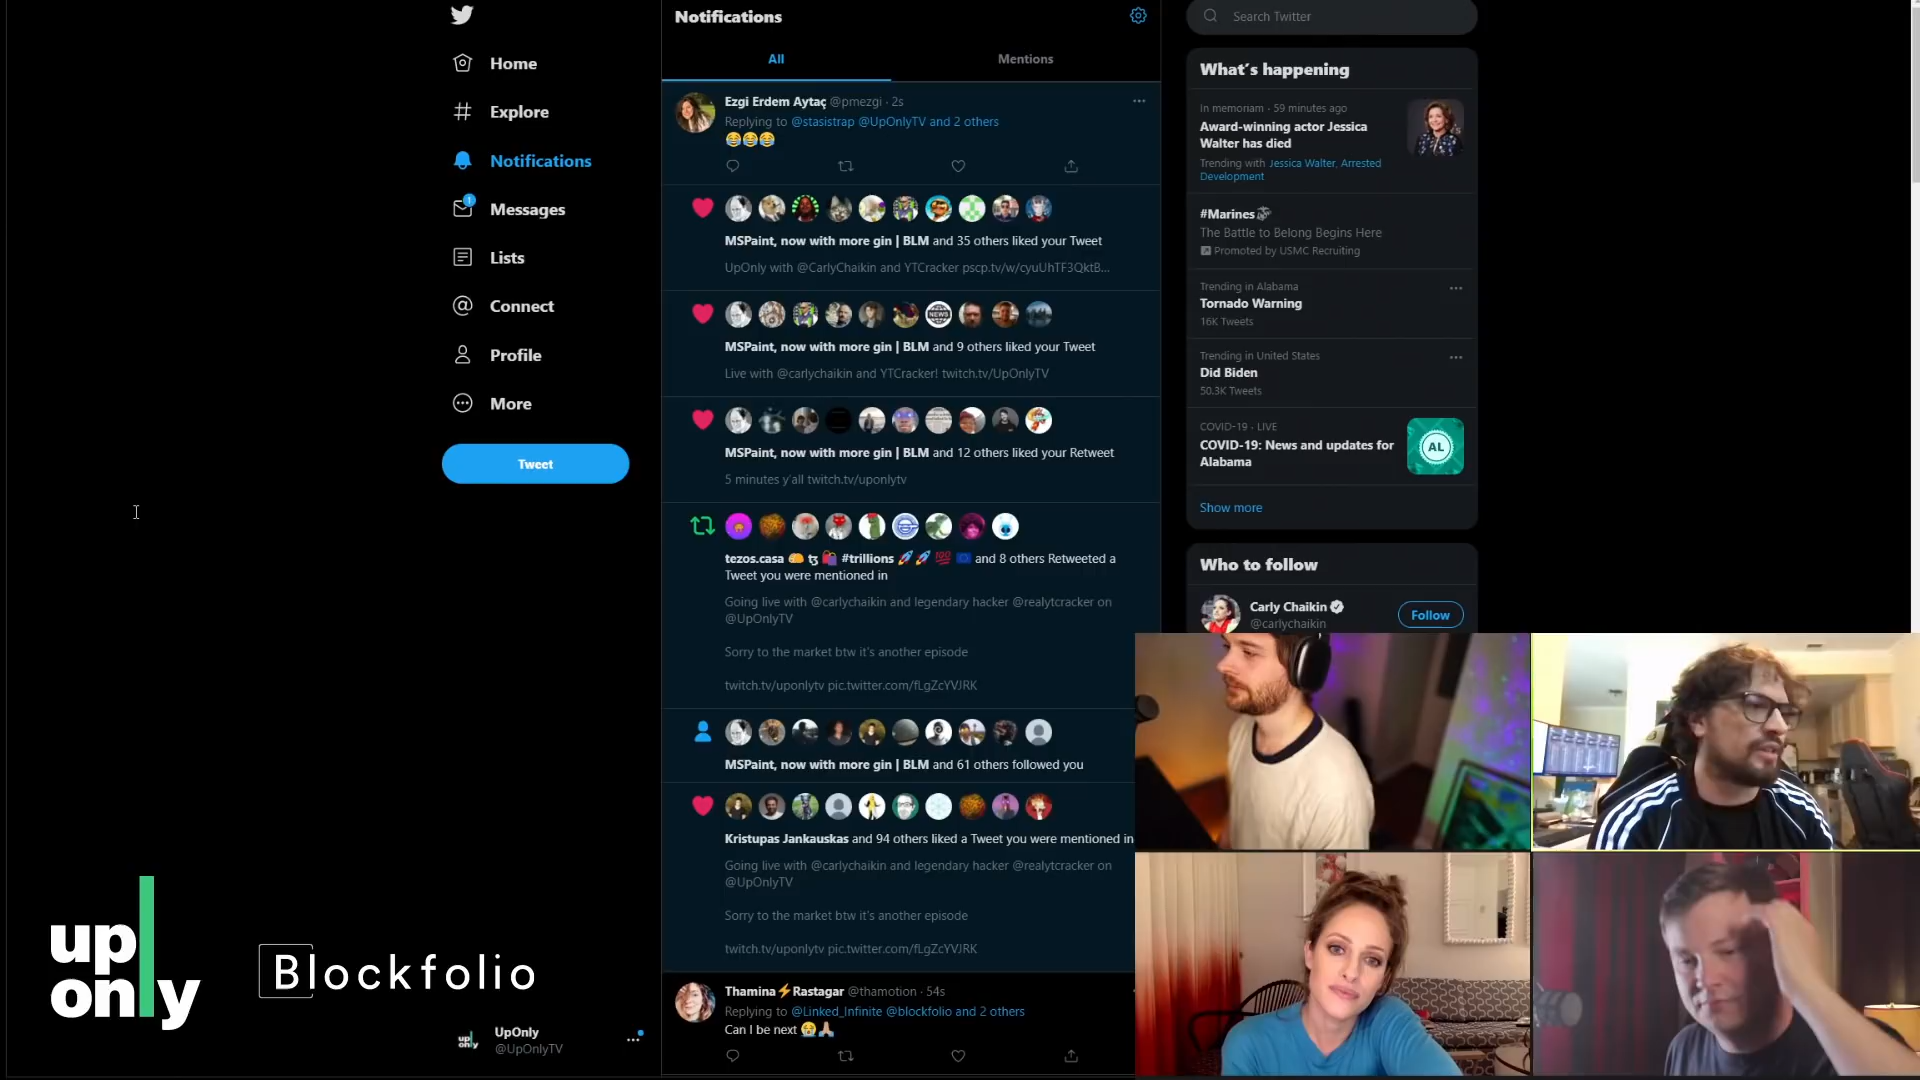 Home
Explore
Notifications
1
Messages
Lists
Connect
Profile
More
Tweet
up only
Blockfolio
UpOnly
@UpOnlyTV
Notifications
All
Mentions
Ezgi Erdem Aytaç @pmezgi · 2s
Replying to @stasistrap @UpOnlyTV and 2 others
😂😂😂
MSPaint, now with more gin | BLM and 35 others liked your Tweet
UpOnly with @CarlyChaikin and YTCracker pscp.tv/w/cyuUhTF3QktB...
NEWS
MSPaint, now with more gin | BLM and 9 others liked your Tweet
Live with @carlychaikin and YTCracker! twitch.tv/UpOnlyTV
MSPaint, now with more gin | BLM and 12 others liked your Retweet
5 minutes y'all twitch.tv/uponlytv
tezos.casa 🌮 ꜩ 🛍 #trillions 🚀 🚀 💯 🇪🇺 and 8 others Retweeted a
Tweet you were mentioned in
Going live with @carlychaikin and legendary hacker @realytcracker on
@UpOnlyTV
Sorry to the market btw it's another episode
twitch.tv/uponlytv pic.twitter.com/fLgZcYVJRK
MSPaint, now with more gin | BLM and 61 others followed you
Kristupas Jankauskas and 94 others liked a Tweet you were mentioned in
Going live with @carlychaikin and legendary hacker @realytcracker on
@UpOnlyTV
Sorry to the market btw it's another episode
twitch.tv/uponlytv pic.twitter.com/fLgZcYVJRK
Thamina⚡Rastagar @thamotion · 54s
Replying to @Linked_Infinite @blockfolio and 2 others
Can I be next 😭🙏
Search Twitter
What's happening
In memoriam · 59 minutes ago
Award-winning actor Jessica
Walter has died
Trending with Jessica Walter, Arrested
Development
#Marines
The Battle to Belong Begins Here
Promoted by USMC Recruiting
Trending in Alabama
Tornado Warning
16K Tweets
Trending in United States
Did Biden
50.3K Tweets
COVID-19 · LIVE
COVID-19: News and updates for
Alabama
AL
Show more
Who to follow
Carly Chaikin
@carlychaikin
Follow